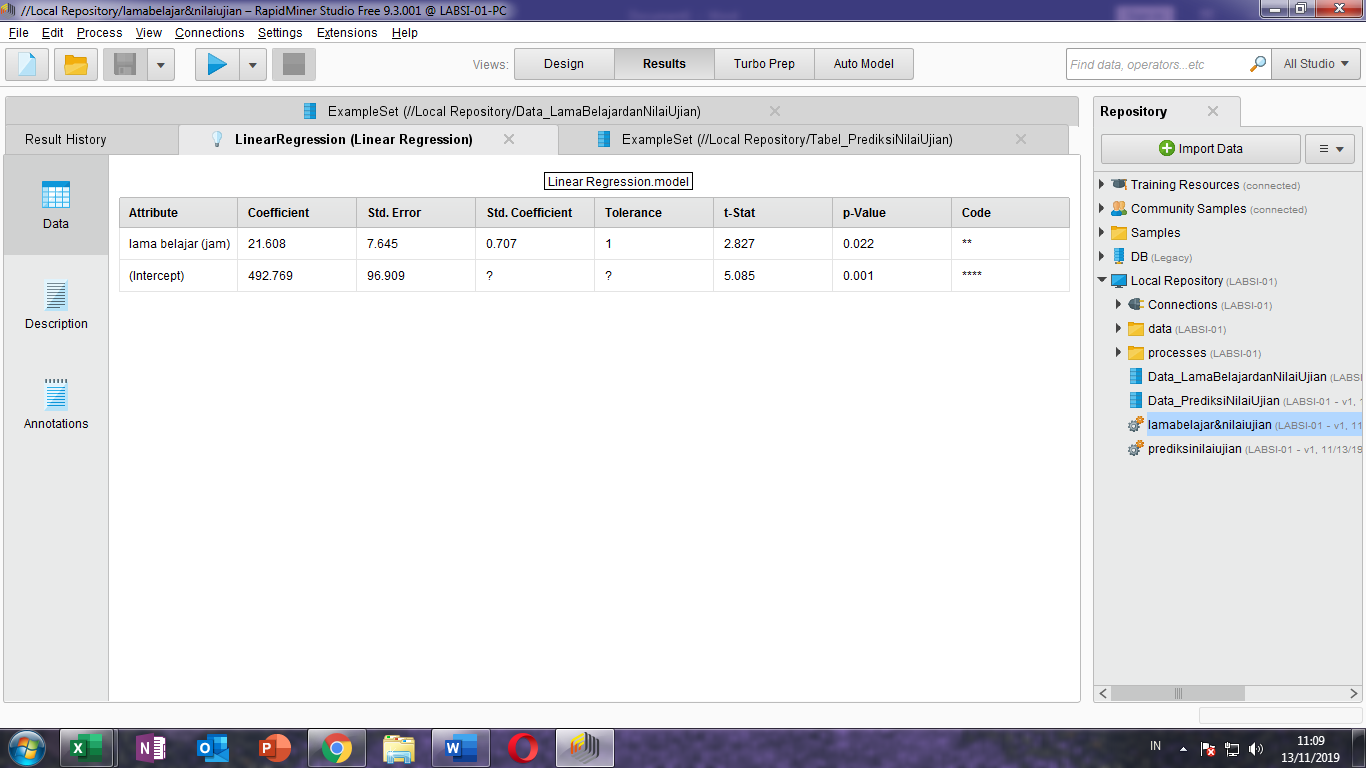 //Local Repository/lamabelajar&nilaiujian – RapidMiner Studio Free 9.3.001 @ LABSI-01-PC
File Edit Process View Connections Settings Extensions Help
Views: Design Results Turbo Prep Auto Model Find data, operators...etc All Studio
ExampleSet (//Local Repository/Data_LamaBelajardanNilaiUjian)
Result History LinearRegression (Linear Regression) ExampleSet (//Local Repository/Tabel_PrediksiNilaiUjian)
Data
Description
Annotations
Linear Regression.model
Attribute Coefficient Std. Error Std. Coefficient Tolerance t-Stat p-Value Code
lama belajar (jam) 21.608 7.645 0.707 1 2.827 0.022 **
(Intercept) 492.769 96.909 ? ? 5.085 0.001 ****
Repository
Import Data
Training Resources (connected)
Community Samples (connected)
Samples
DB (Legacy)
Local Repository (LABSI-01)
Connections (LABSI-01)
data (LABSI-01)
processes (LABSI-01)
Data_LamaBelajardanNilaiUjian (LABSI
Data_PrediksiNilaiUjian (LABSI-01 - v1, 1
lamabelajar&nilaiujian (LABSI-01 - v1, 11
prediksinilaiujian (LABSI-01 - v1, 11/13/19
IN 11:09
13/11/2019